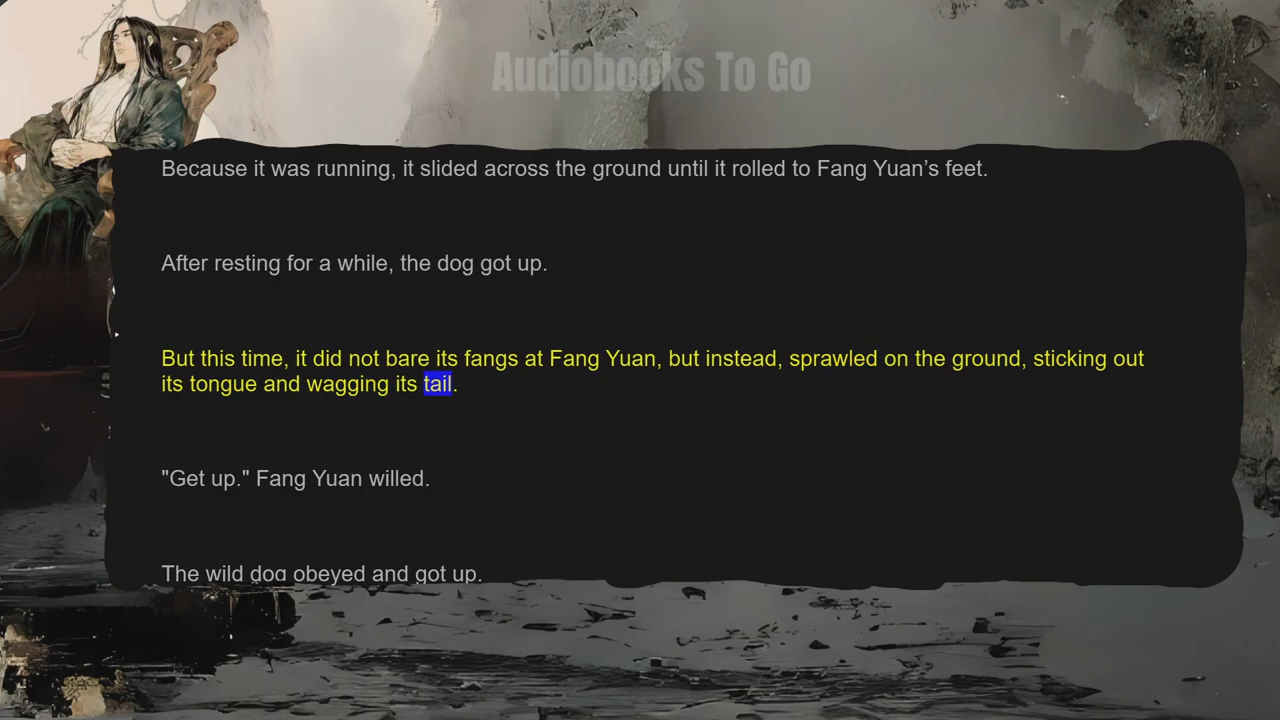 Audiobooks To Go
Because it was running, it slided across the ground until it rolled to Fang Yuan’s feet.
After resting for a while, the dog got up.
But this time, it did not bare its fangs at Fang Yuan, but instead, sprawled on the ground, sticking out
its tongue and wagging its tail.
"Get up." Fang Yuan willed.
The wild dog obeyed and got up.